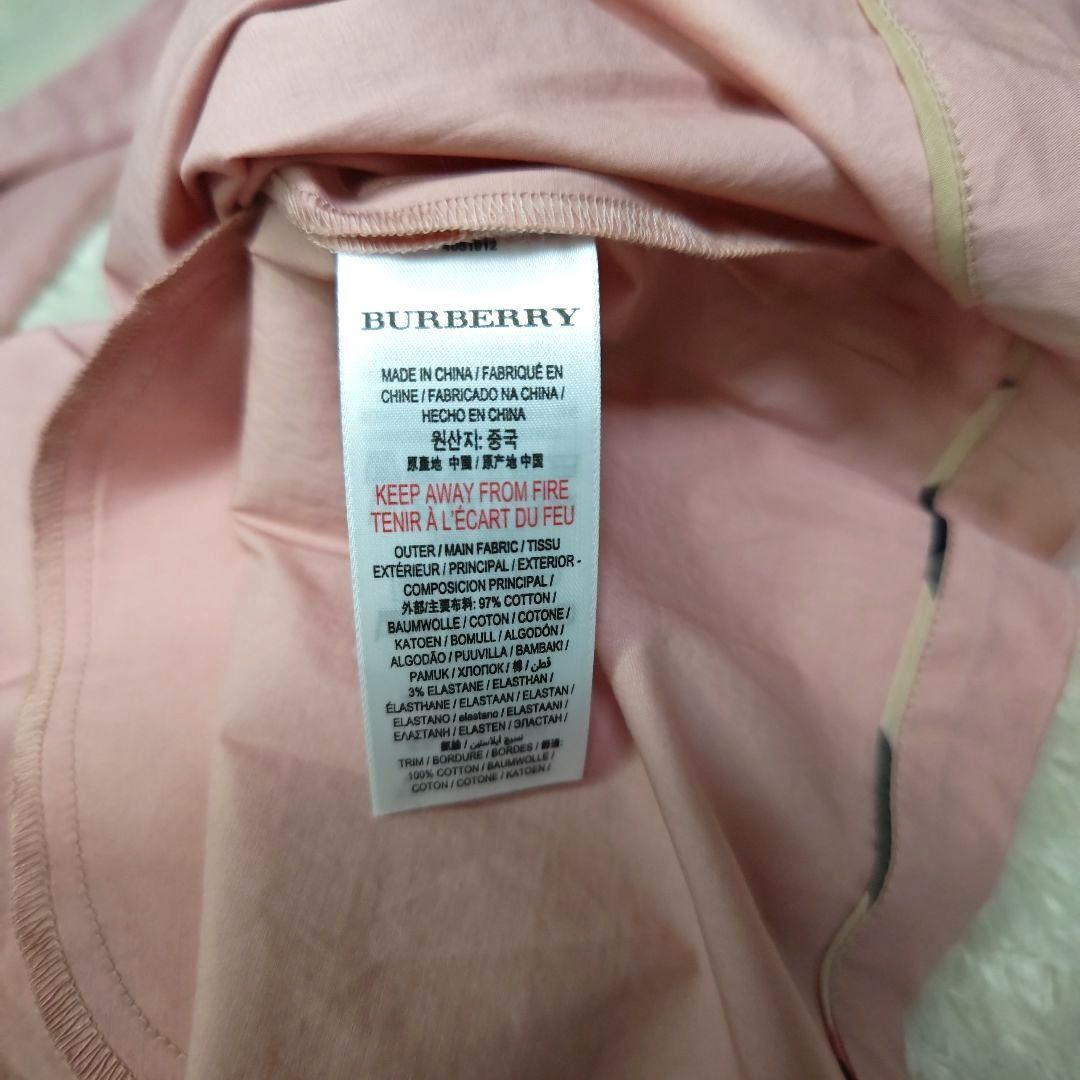 BURBERRY
MADE IN CHINA / FABRIQUÉ EN
CHINE / FABRICADO NA CHINA /
HECHO EN CHINA
원산지: 중국
原產地 中國 / 原产地 中国
KEEP AWAY FROM FIRE
TENIR À L'ÉCART DU FEU
OUTER / MAIN FABRIC / TISSU
EXTÉRIEUR / PRINCIPAL / EXTERIOR -
COMPOSICION PRINCIPAL /
外部/主要布料: 97% COTTON /
BAUMWOLLE / COTON / COTONE /
KATOEN / BOMULL / ALGODÓN /
ALGODÃO / PUUVILLA / BAMBAKI /
PAMUK / ХЛОПОК / 棉 / قطن /
3% ELASTANE / ELASTHAN /
ÉLASTHANE / ELASTAAN / ELASTAN /
ELASTANO / elastano / ELASTAANI /
ΕΛΑΣΤΑΝΗ / ELASTEN / ЭЛАСТАН /
氨綸 / نسيج ايلاستين /
TRIM / BORDURE / BORDES /
100% COTTON / BAUMWOLLE /
COTON / COTONE / KATOEN /